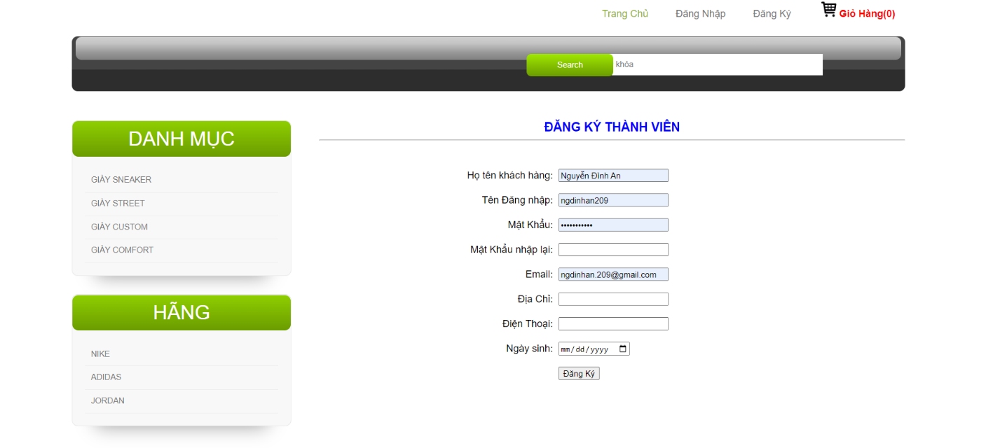 Trang Chủ Đăng Nhập Đăng Ký Giỏ Hàng(0)
Search khóa
DANH MỤC
GIÀY SNEAKER
GIÀY STREET
GIÀY CUSTOM
GIÀY COMFORT
HÃNG
NIKE
ADIDAS
JORDAN
ĐĂNG KÝ THÀNH VIÊN
Họ tên khách hàng: Nguyễn Đình An
Tên Đăng nhập: ngdinhan209
Mật Khẩu: •••••••••••
Mật Khẩu nhập lại:
Email: ngdinhan.209@gmail.com
Địa Chỉ:
Điện Thoại:
Ngày sinh: mm/dd/yyyy
Đăng Ký